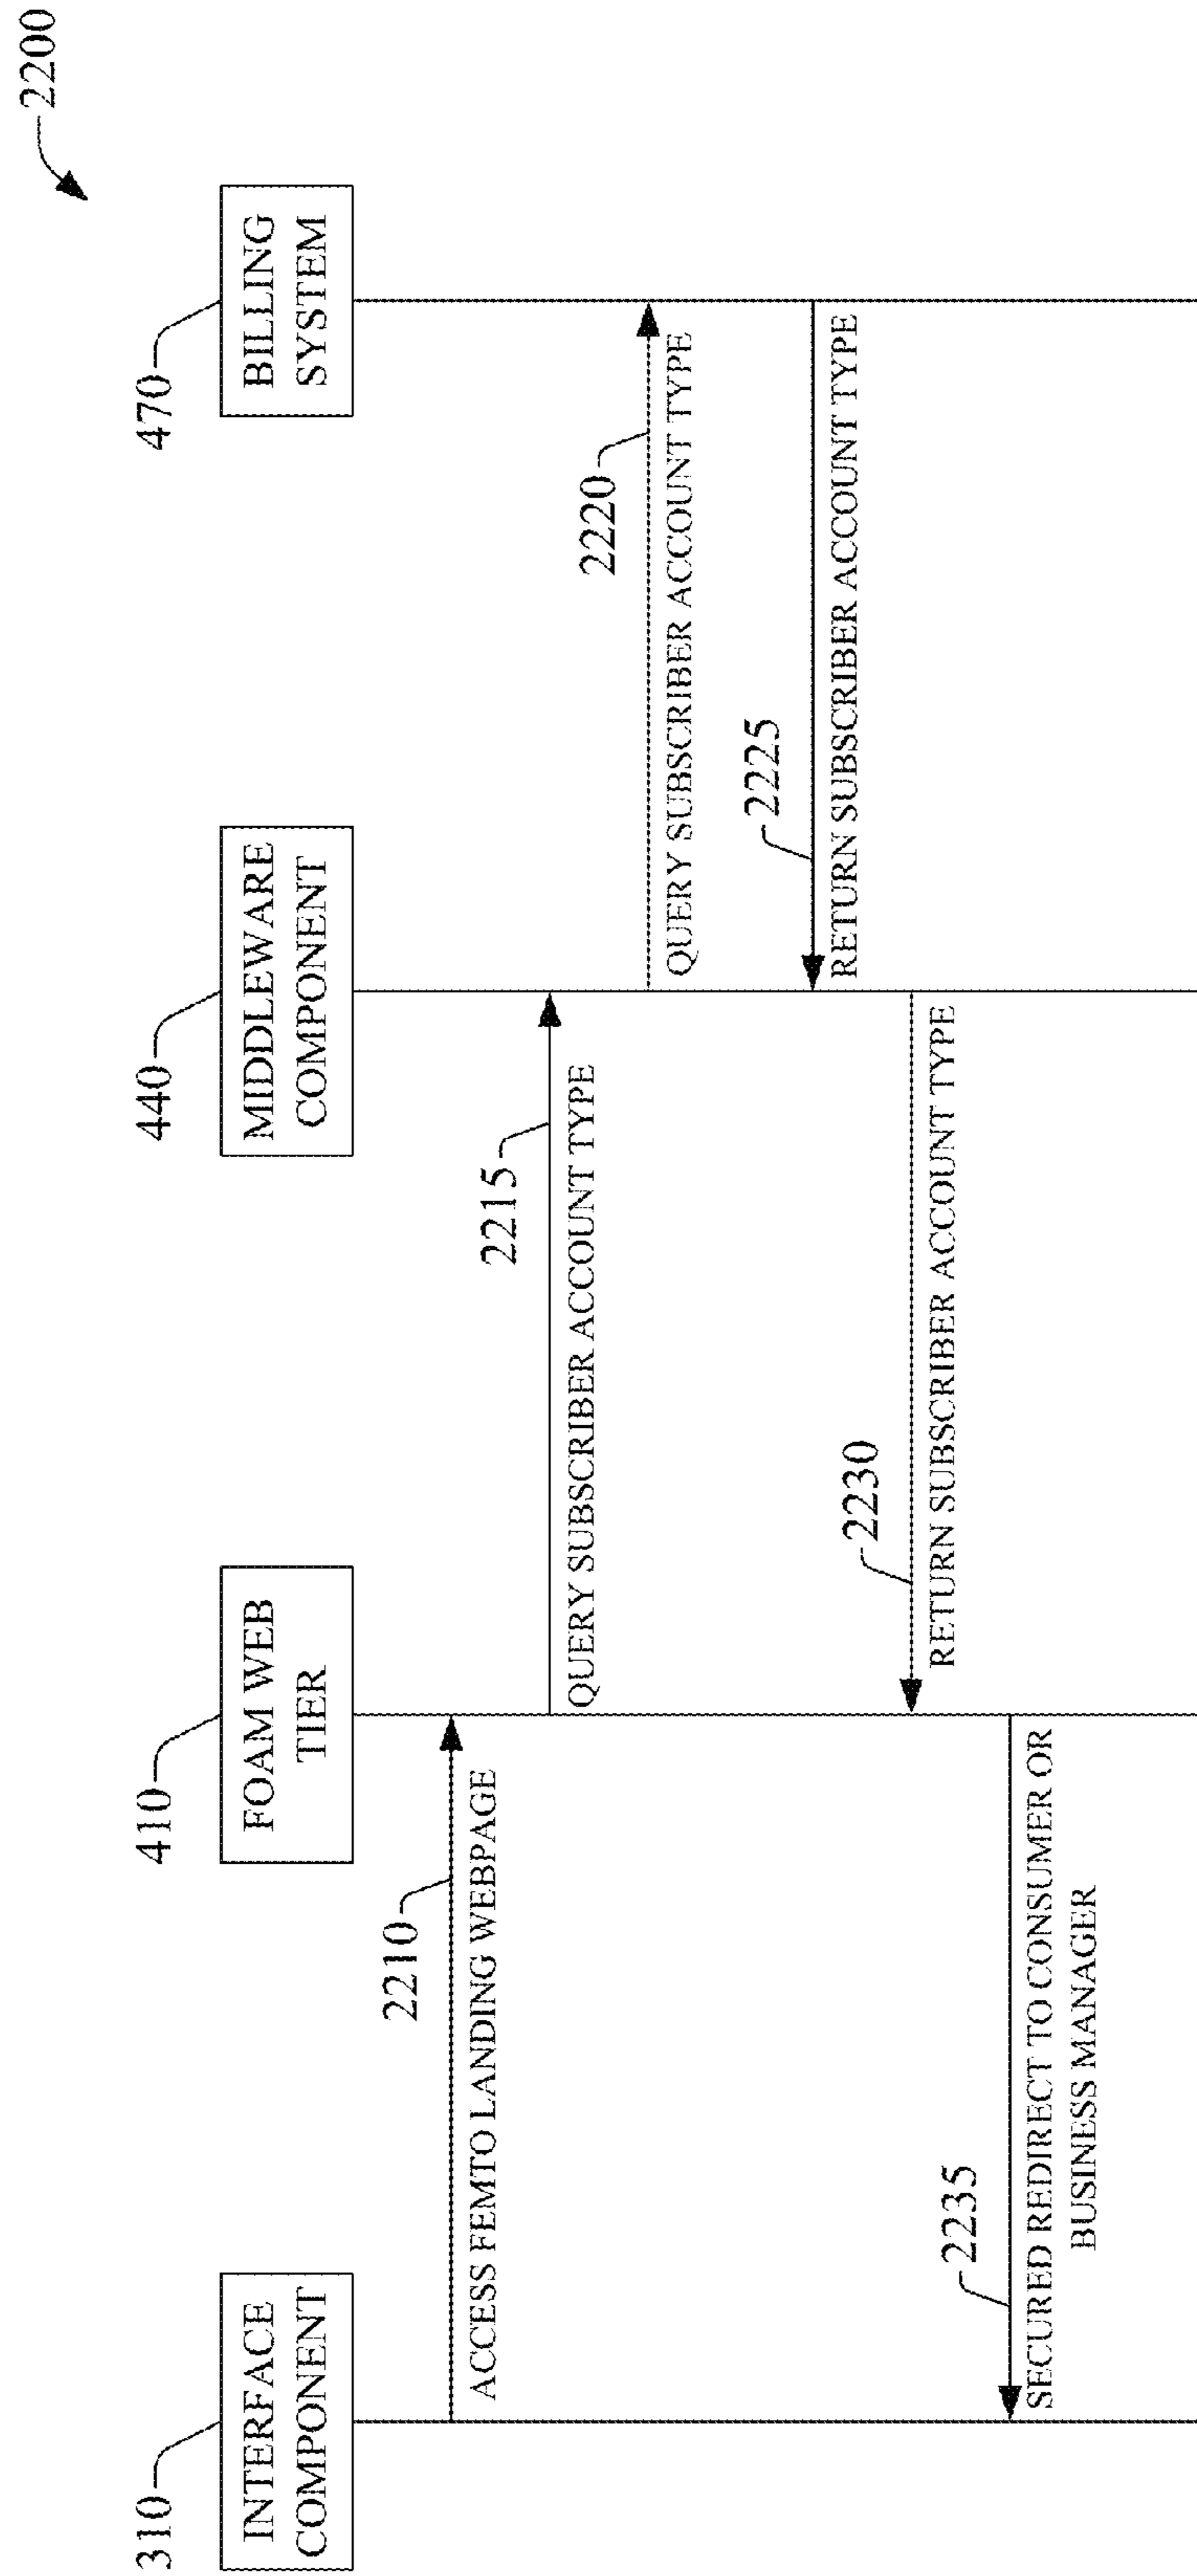 2200
310
INTERFACE
COMPONENT
410
FOAM WEB
TIER
440
MIDDLEWARE
COMPONENT
470
BILLING
SYSTEM
2210
ACCESS FEMTO LANDING WEBPAGE
2215
QUERY SUBSCRIBER ACCOUNT TYPE
2220
QUERY SUBSCRIBER ACCOUNT TYPE
2225
RETURN SUBSCRIBER ACCOUNT TYPE
2230
RETURN SUBSCRIBER ACCOUNT TYPE
2235
SECURED REDIRECT TO CONSUMER OR
BUSINESS MANAGER